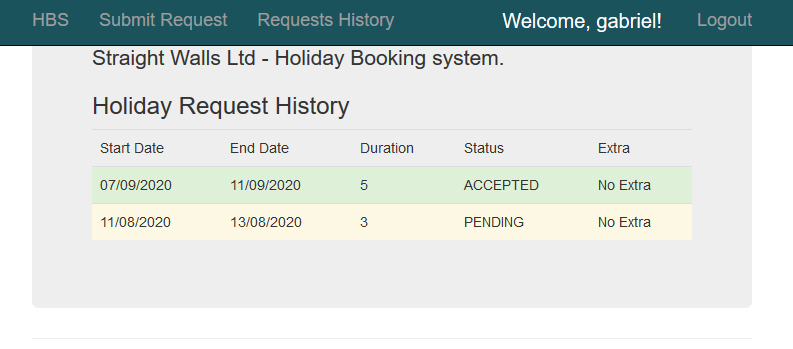 HBS Submit Request Requests History Welcome, gabriel! Logout
Straight Walls Ltd - Holiday Booking system.
Holiday Request History
Start Date End Date Duration Status Extra
07/09/2020 11/09/2020 5 ACCEPTED No Extra
11/08/2020 13/08/2020 3 PENDING No Extra